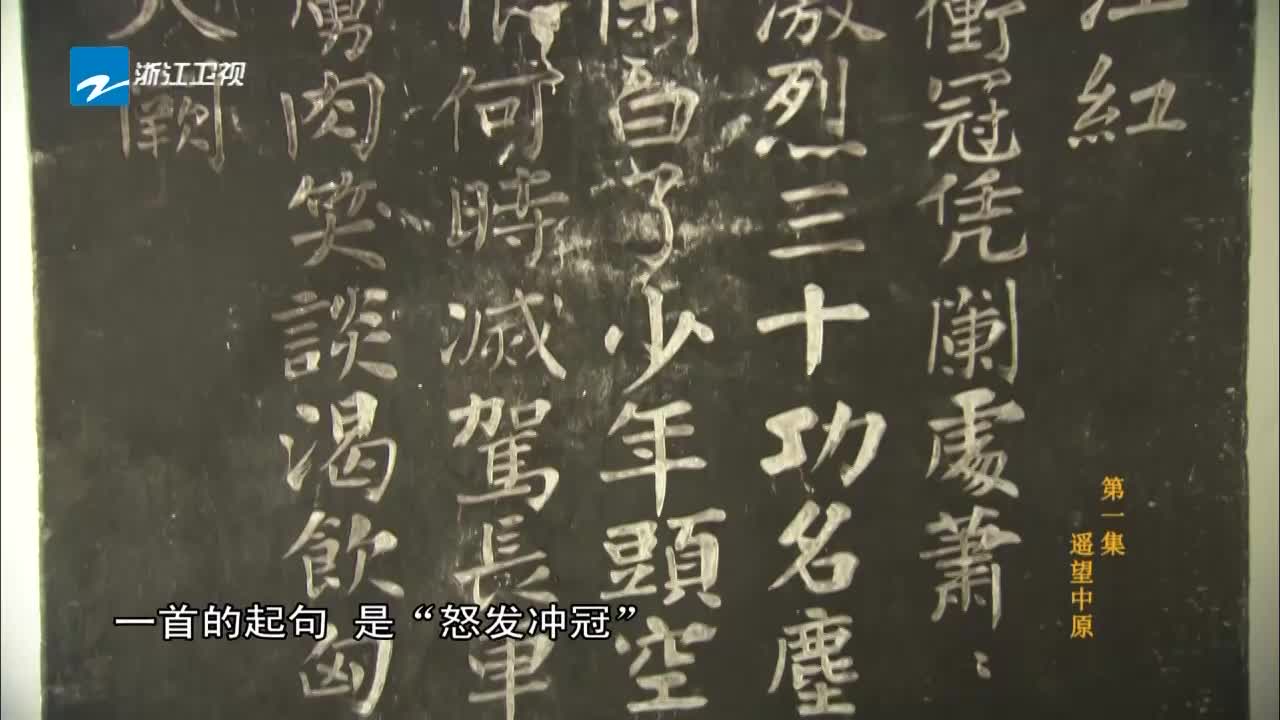 浙江卫视
江紅
衝冠凭闌處蕭〻
激烈三十功名塵
閑白了少年頭空
恨何時滅駕長車
虜肉笑談渴飲匈
天闕
第一集
遥望中原
一首的起句 是“怒发冲冠”